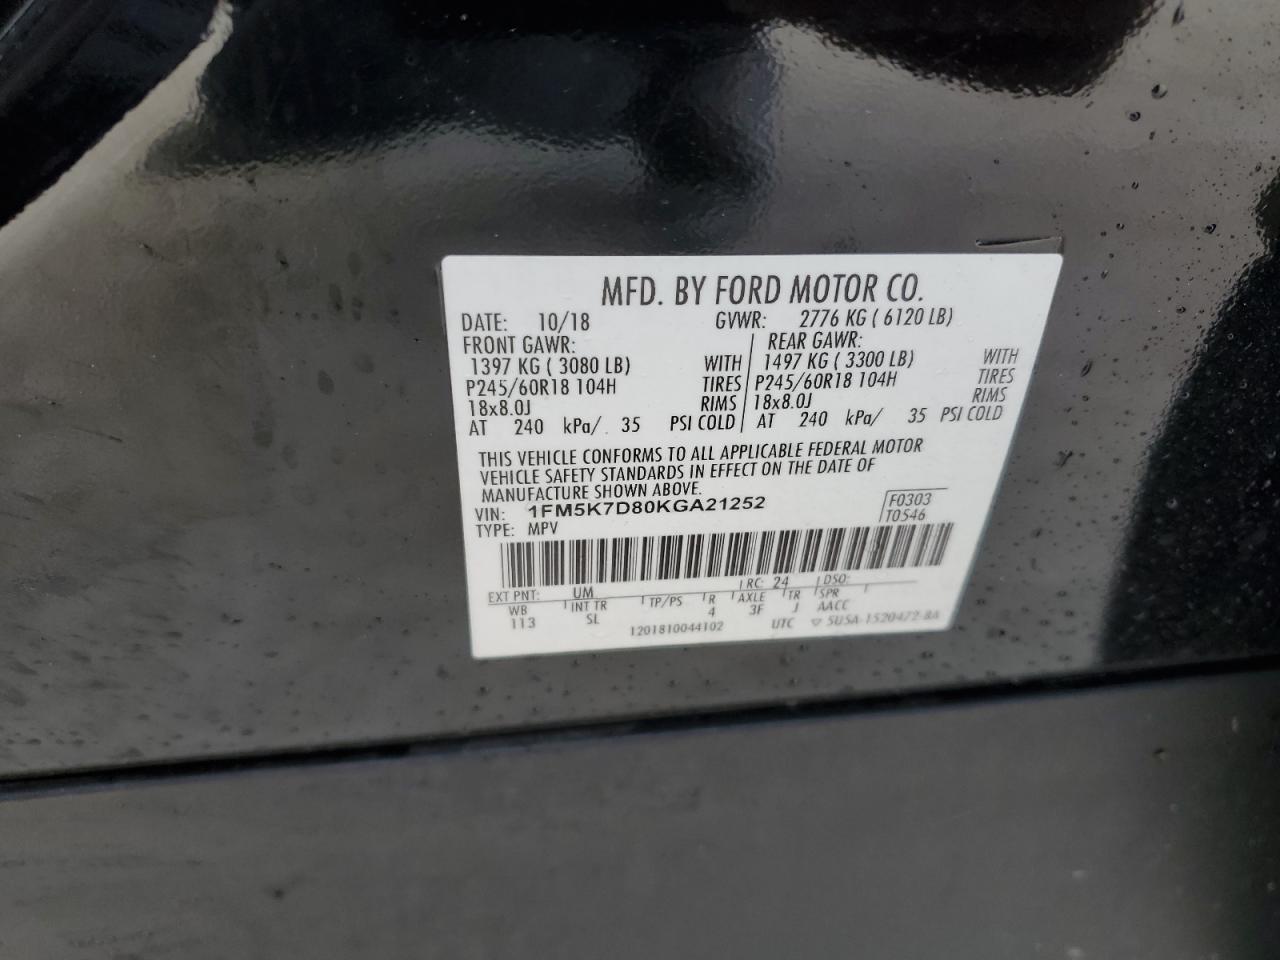 MFD. BY FORD MOTOR CO.
DATE: 10/18 GVWR: 2776 KG ( 6120 LB)
FRONT GAWR: REAR GAWR:
1397 KG ( 3080 LB) WITH 1497 KG ( 3300 LB) WITH
P245/60R18 104H TIRES P245/60R18 104H TIRES
18x8.0J RIMS 18x8.0J RIMS
AT 240 kPa/ 35 PSI COLD AT 240 kPa/ 35 PSI COLD
THIS VEHICLE CONFORMS TO ALL APPLICABLE FEDERAL MOTOR
VEHICLE SAFETY STANDARDS IN EFFECT ON THE DATE OF
MANUFACTURE SHOWN ABOVE.
VIN: 1FM5K7D80KGA21252 F0303
TYPE: MPV T0546
EXT PNT: UM RC: 24 DSO:
WB INT TR TP/PS R AXLE TR SPR
113 SL 4 3F J AACC
1201810044102 UTC ▽ 5USA-1520472-BA